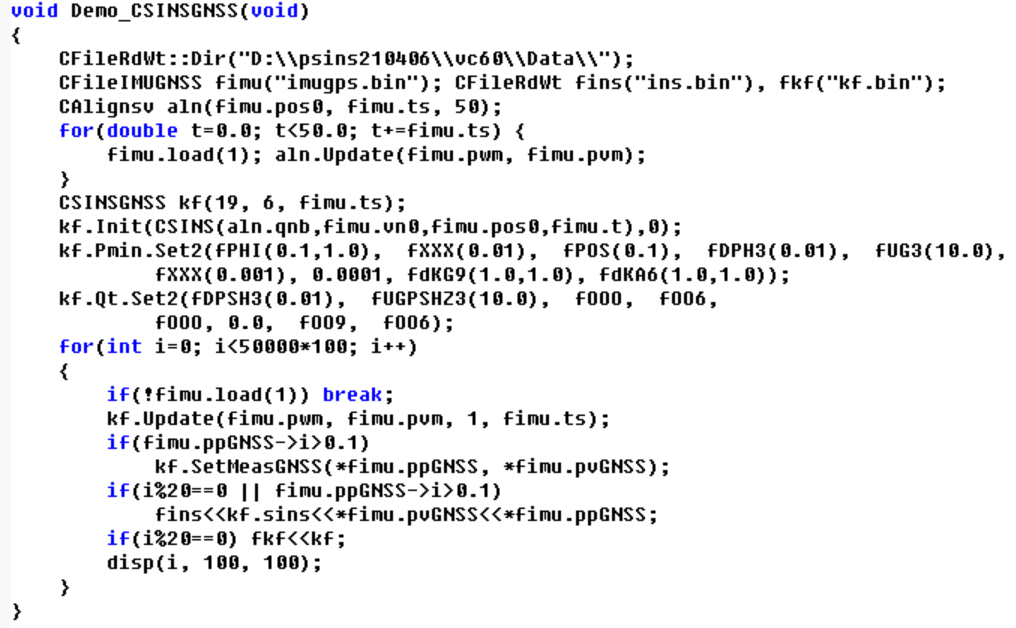 void Demo_CSINSGNSS(void)
{
    CFileRdWt::Dir("D:\\psins210406\\vc60\\Data\\");
    CFileIMUGNSS fimu("imugps.bin"); CFileRdWt fins("ins.bin"), fkf("kf.bin");
    CAlignsv aln(fimu.pos0, fimu.ts, 50);
    for(double t=0.0; t<50.0; t+=fimu.ts) {
        fimu.load(1); aln.Update(fimu.pwm, fimu.pvm);
    }
    CSINSGNSS kf(19, 6, fimu.ts);
    kf.Init(CSINS(aln.qnb,fimu.vn0,fimu.pos0,fimu.t),0);
    kf.Pmin.Set2(fPHI(0.1,1.0),  fXXX(0.01),  fPOS(0.1),  fDPH3(0.01),  fUG3(10.0),
            fXXX(0.001), 0.0001, fdKG9(1.0,1.0), fdKA6(1.0,1.0));
    kf.Qt.Set2(fDPSH3(0.01),  fUGPSHZ3(10.0),  fOOO,  fOO6,
            fOOO, 0.0,  fOO9,  fOO6);
    for(int i=0; i<50000*100; i++)
    {
        if(!fimu.load(1)) break;
        kf.Update(fimu.pwm, fimu.pvm, 1, fimu.ts);
        if(fimu.ppGNSS->i>0.1)
            kf.SetMeasGNSS(*fimu.ppGNSS, *fimu.pvGNSS);
        if(i%20==0 || fimu.ppGNSS->i>0.1)
            fins<<kf.sins<<*fimu.pvGNSS<<*fimu.ppGNSS;
        if(i%20==0) fkf<<kf;
        disp(i, 100, 100);
    }
}